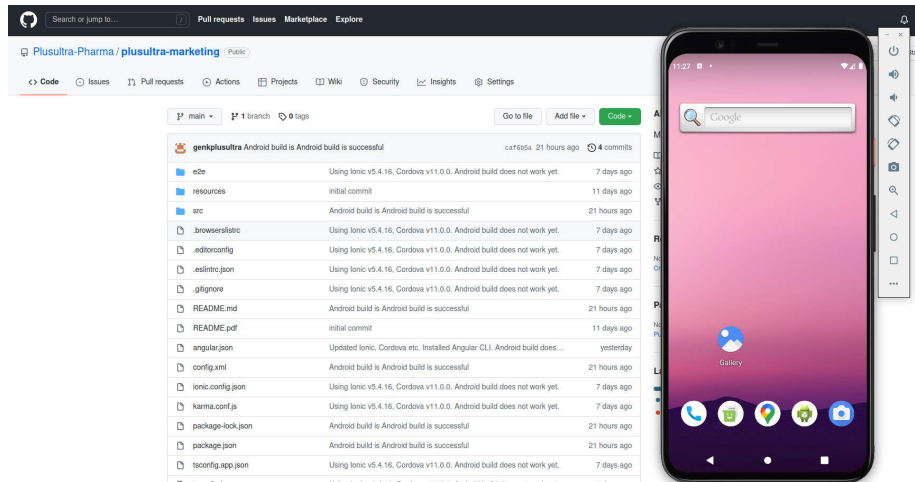 Search or jump to... / Pull requests Issues Marketplace Explore
Plusultra-Pharma / plusultra-marketing Public
<> Code Issues Pull requests Actions Projects Wiki Security Insights Settings
main 1 branch 0 tags Go to file Add file Code
genkplusultra Android build is Android build is successful caf6b5a 21 hours ago 4 commits
e2e Using Ionic v5.4.16, Cordova v11.0.0. Android build does not work yet. 7 days ago
resources initial commit 11 days ago
src Android build is Android build is successful 21 hours ago
.browserslistrc Using Ionic v5.4.16, Cordova v11.0.0. Android build does not work yet. 7 days ago
.editorconfig Using Ionic v5.4.16, Cordova v11.0.0. Android build does not work yet. 7 days ago
.eslintrc.json Using Ionic v5.4.16, Cordova v11.0.0. Android build does not work yet. 7 days ago
.gitignore Using Ionic v5.4.16, Cordova v11.0.0. Android build does not work yet. 7 days ago
README.md Android build is Android build is successful 21 hours ago
README.pdf initial commit 11 days ago
angular.json Updated Ionic, Cordova etc. Installed Angular CLI. Android build does... yesterday
config.xml Android build is Android build is successful 21 hours ago
ionic.config.json Using Ionic v5.4.16, Cordova v11.0.0. Android build does not work yet. 7 days ago
karma.conf.js Using Ionic v5.4.16, Cordova v11.0.0. Android build does not work yet. 7 days ago
package-lock.json Android build is Android build is successful 21 hours ago
package.json Android build is Android build is successful 21 hours ago
tsconfig.app.json Using Ionic v5.4.16, Cordova v11.0.0. Android build does not work yet. 7 days ago
11:27
Google
Gallery